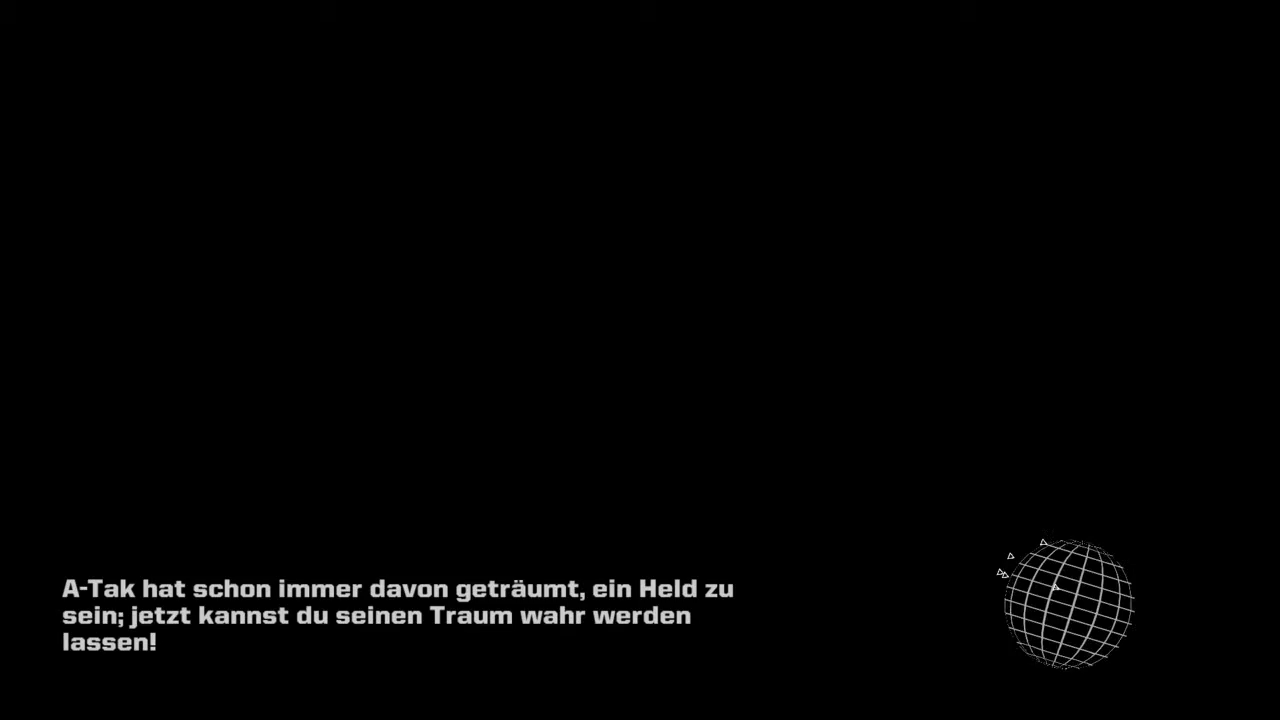 A-Tak hat schon immer davon geträumt, ein Held zu
sein; jetzt kannst du seinen Traum wahr werden
lassen!